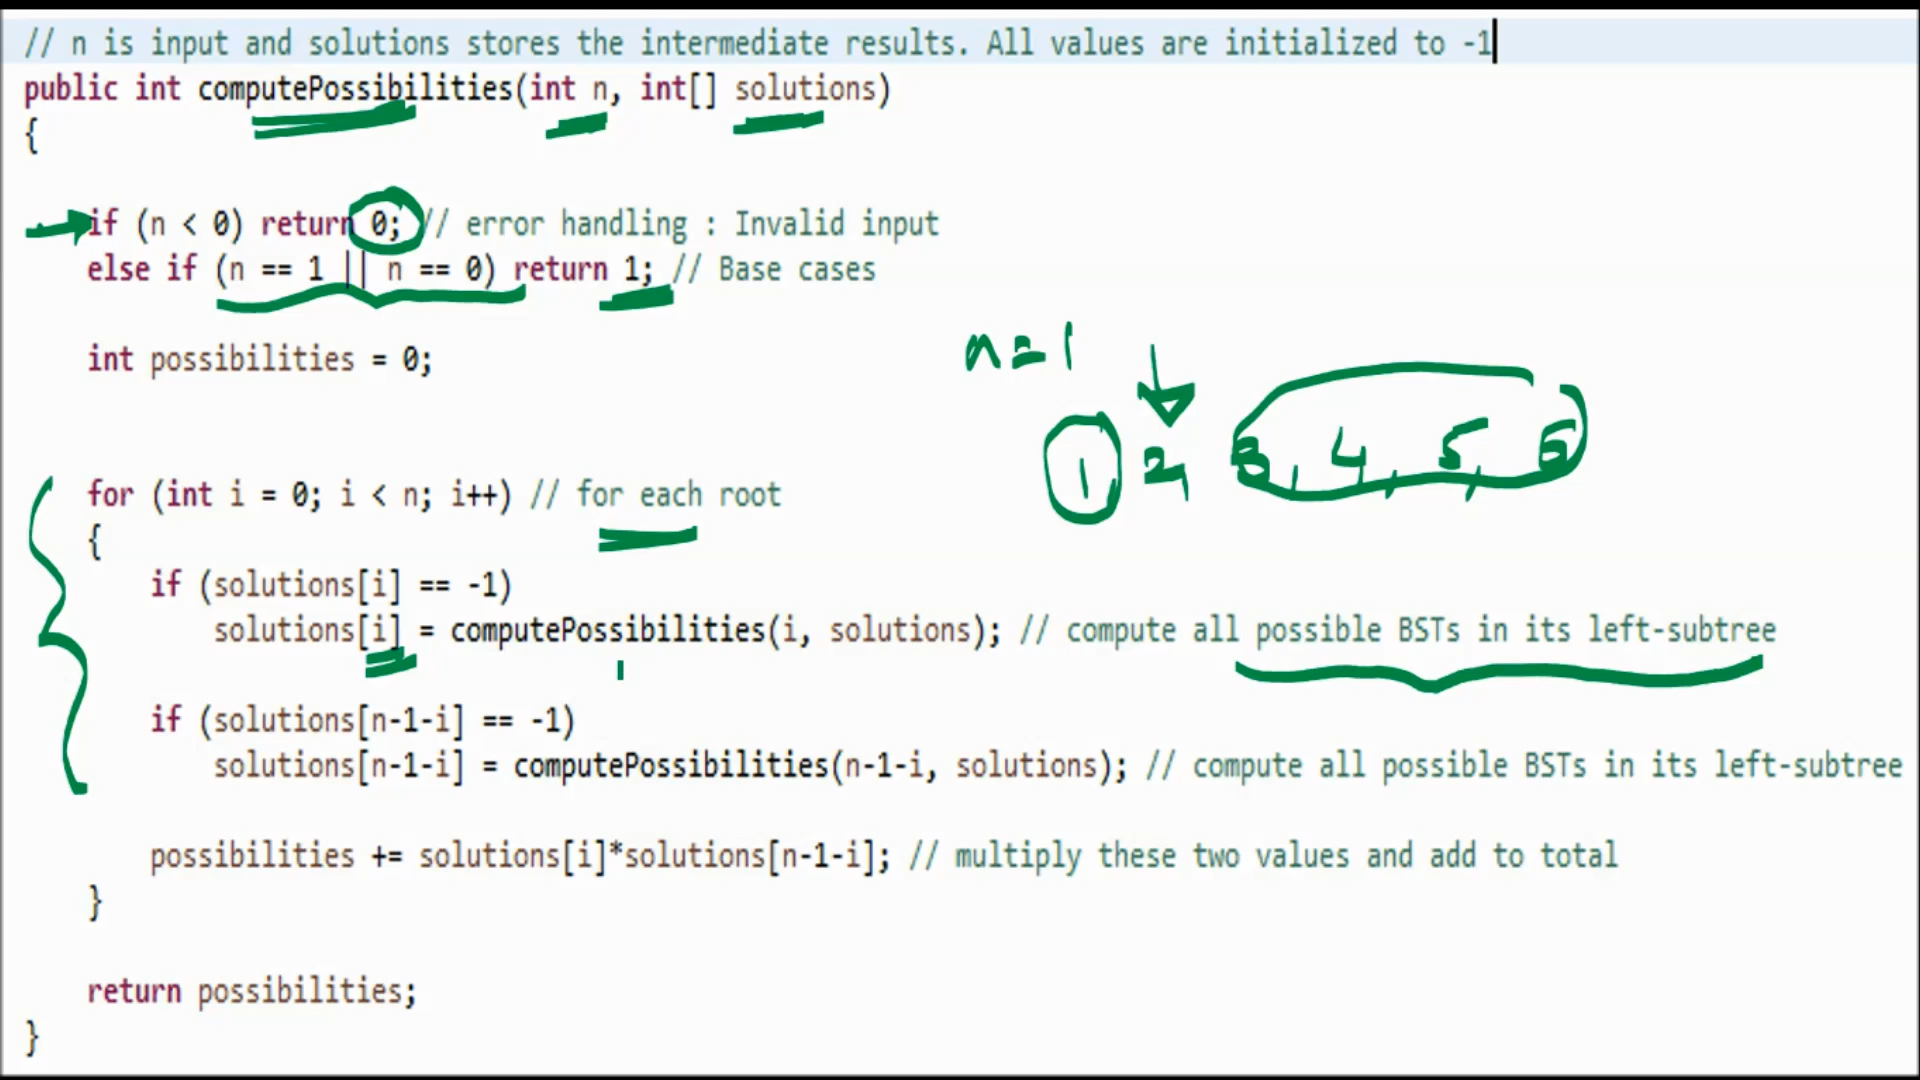 // n is input and solutions stores the intermediate results. All values are initialized to -1
public int computePossibilities(int n, int[] solutions)
{
if (n < 0) return 0; // error handling : Invalid input
else if (n == 1 || n == 0) return 1; // Base cases
int possibilities = 0;
n=1
1 2, 3, 4, 5, 6
for (int i = 0; i < n; i++) // for each root
{
if (solutions[i] == -1)
solutions[i] = computePossibilities(i, solutions); // compute all possible BSTs in its left-subtree
if (solutions[n-1-i] == -1)
solutions[n-1-i] = computePossibilities(n-1-i, solutions); // compute all possible BSTs in its left-subtree
possibilities += solutions[i]*solutions[n-1-i]; // multiply these two values and add to total
}
return possibilities;
}